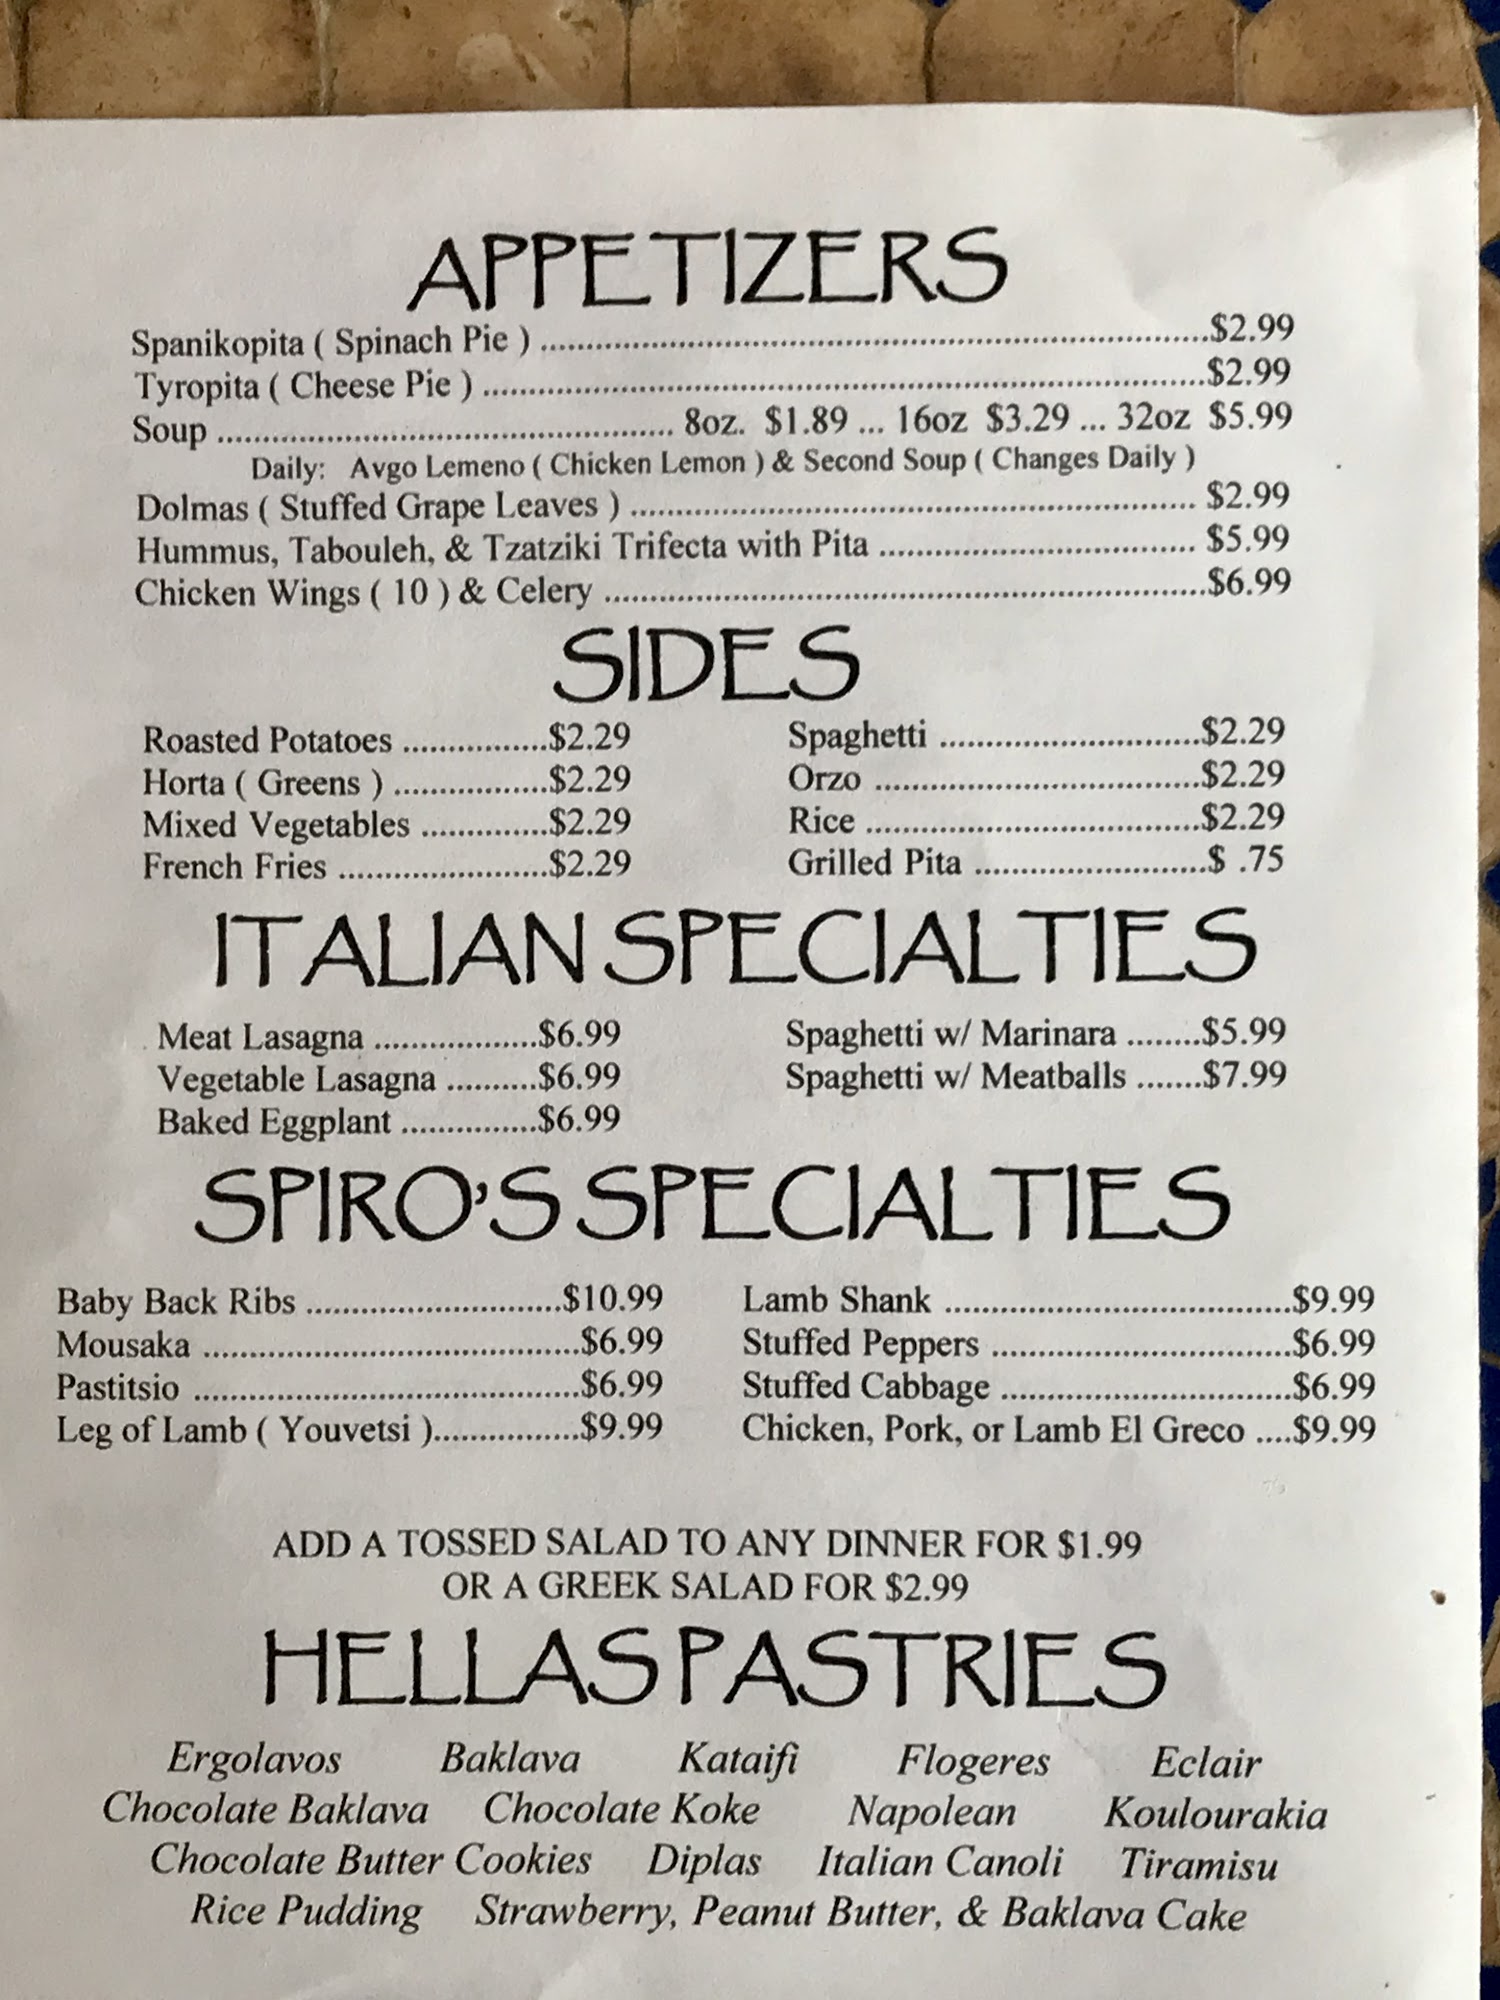 APPETIZERS
Spanikopita ( Spinach Pie ) ........................................................................$2.99
Tyropita ( Cheese Pie ) ..............................................................................$2.99
Soup ................................................. 8oz. $1.89 ... 16oz $3.29 ... 32oz $5.99
Daily: Avgo Lemeno ( Chicken Lemon ) & Second Soup ( Changes Daily )
Dolmas ( Stuffed Grape Leaves ) ............................................................. $2.99
Hummus, Tabouleh, & Tzatziki Trifecta with Pita .................................. $5.99
Chicken Wings ( 10 ) & Celery .................................................................$6.99
SIDES
Roasted Potatoes ................$2.29 Spaghetti ............................$2.29
Horta ( Greens ) .................$2.29 Orzo ...................................$2.29
Mixed Vegetables ..............$2.29 Rice ....................................$2.29
French Fries .......................$2.29 Grilled Pita .........................$ .75
ITALIAN SPECIALTIES
Meat Lasagna ..................$6.99 Spaghetti w/ Marinara ........$5.99
Vegetable Lasagna ..........$6.99 Spaghetti w/ Meatballs .......$7.99
Baked Eggplant ...............$6.99
SPIRO'S SPECIALTIES
Baby Back Ribs ............................$10.99 Lamb Shank ......................................$9.99
Mousaka .........................................$6.99 Stuffed Peppers .................................$6.99
Pastitsio ..........................................$6.99 Stuffed Cabbage ................................$6.99
Leg of Lamb ( Youvetsi )................$9.99 Chicken, Pork, or Lamb El Greco ....$9.99
ADD A TOSSED SALAD TO ANY DINNER FOR $1.99
OR A GREEK SALAD FOR $2.99
HELLAS PASTRIES
Ergolavos Baklava Kataifi Flogeres Eclair
Chocolate Baklava Chocolate Koke Napolean Koulourakia
Chocolate Butter Cookies Diplas Italian Canoli Tiramisu
Rice Pudding Strawberry, Peanut Butter, & Baklava Cake